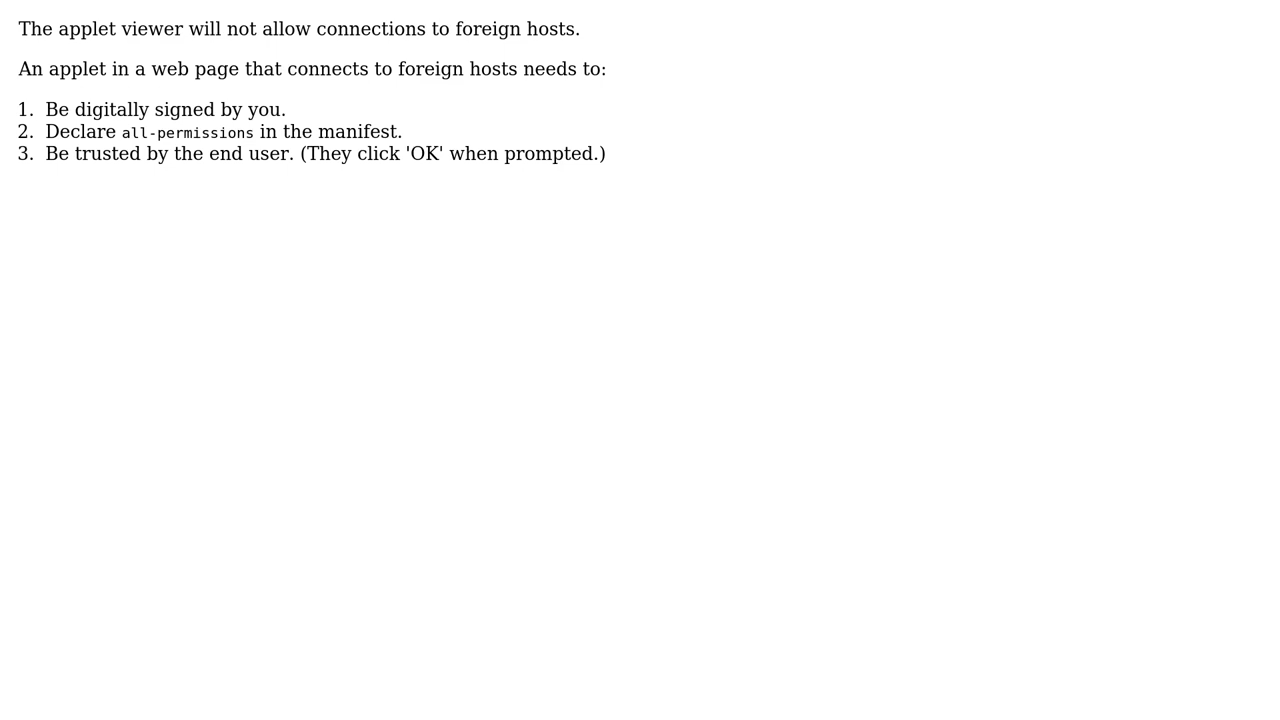 The applet viewer will not allow connections to foreign hosts.
An applet in a web page that connects to foreign hosts needs to:
1. Be digitally signed by you.
2. Declare all-permissions in the manifest.
3. Be trusted by the end user. (They click 'OK' when prompted.)